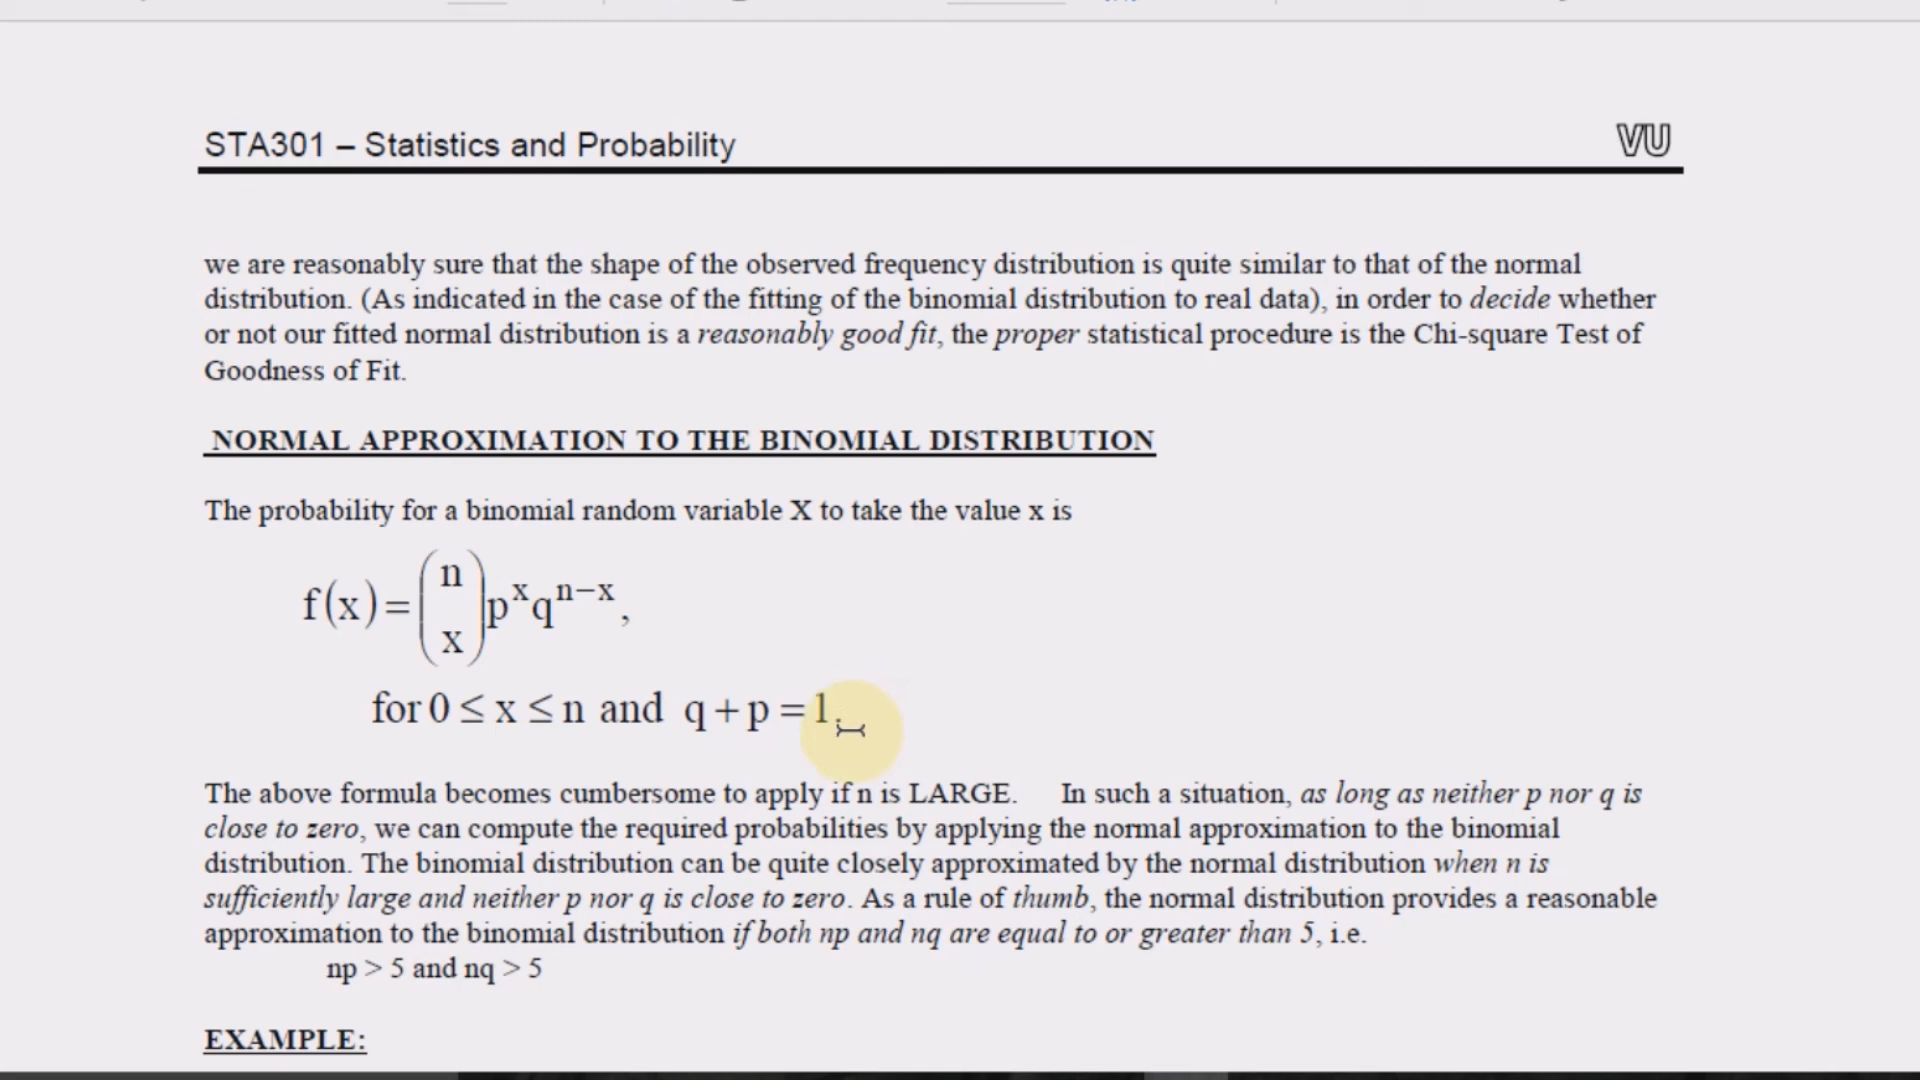 STA301 – Statistics and Probability VU
we are reasonably sure that the shape of the observed frequency distribution is quite similar to that of the normal
distribution. (As indicated in the case of the fitting of the binomial distribution to real data), in order to decide whether
or not our fitted normal distribution is a reasonably good fit, the proper statistical procedure is the Chi-square Test of
Goodness of Fit.
NORMAL APPROXIMATION TO THE BINOMIAL DISTRIBUTION
The probability for a binomial random variable X to take the value x is
f(x)=(n x)p^x q^{n−x},
for 0 ≤ x ≤ n and q + p = 1.
The above formula becomes cumbersome to apply if n is LARGE. In such a situation, as long as neither p nor q is
close to zero, we can compute the required probabilities by applying the normal approximation to the binomial
distribution. The binomial distribution can be quite closely approximated by the normal distribution when n is
sufficiently large and neither p nor q is close to zero. As a rule of thumb, the normal distribution provides a reasonable
approximation to the binomial distribution if both np and nq are equal to or greater than 5, i.e.
np > 5 and nq > 5
EXAMPLE: